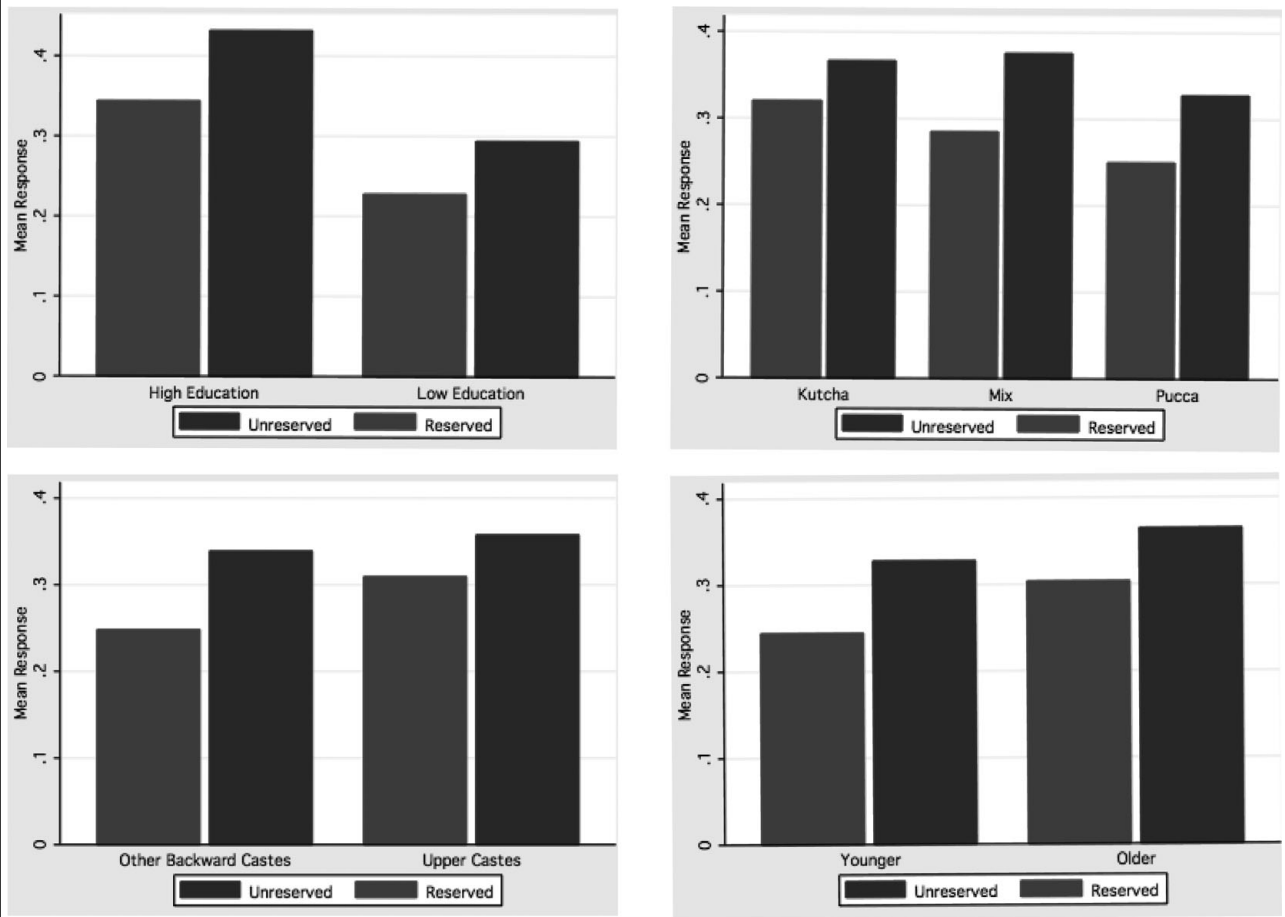 Mean Response
.4
.3
.2
.1
0
High Education Low Education
Unreserved Reserved
Mean Response
.4
.3
.2
.1
0
Kutcha Mix Pucca
Unreserved Reserved
Mean Response
.4
.3
.2
.1
0
Other Backward Castes Upper Castes
Unreserved Reserved
Mean Response
.4
.3
.2
.1
0
Younger Older
Unreserved Reserved